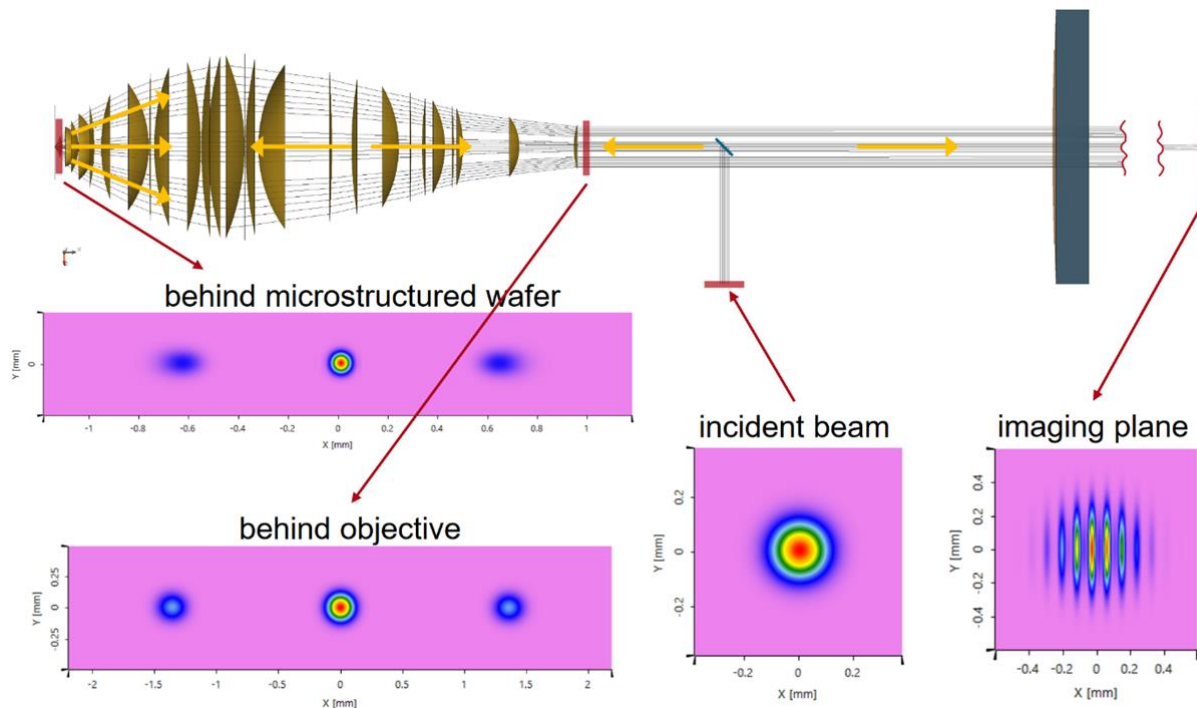 behind microstructured wafer
Y [mm]
0
-1 -0.8 -0.6 -0.4 -0.2 0 0.2 0.4 0.6 0.8 1
X [mm]
behind objective
Y [mm]
0.25
0
-0.25
-2 -1.5 -1 -0.5 0 0.5 1 1.5 2
X [mm]
incident beam
Y [mm]
0.2
0
-0.2
-0.2 0 0.2
X [mm]
imaging plane
Y [mm]
0.4
0.2
0
-0.2
-0.4
-0.6
-0.4 -0.2 0 0.2 0.4
X [mm]